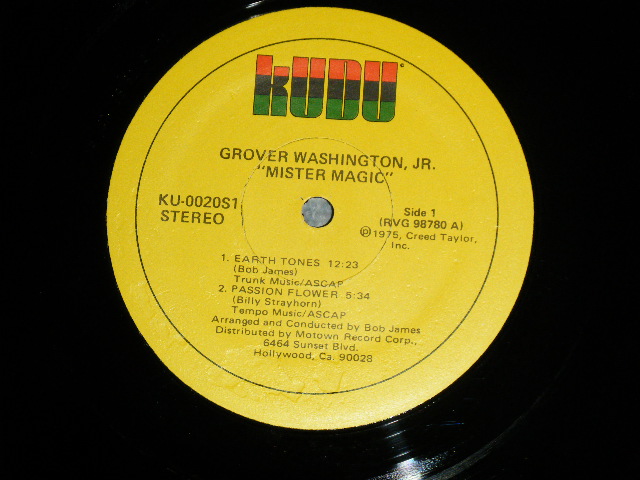 KUDU
GROVER WASHINGTON, JR.
"MISTER MAGIC"
KU-0020S1
STEREO
Side 1
(RVG 98780 A)
℗1975, Creed Taylor,
Inc.
1. EARTH TONES 12:23
(Bob James)
Trunk Music/ASCAP
2. PASSION FLOWER 5:34
(Billy Strayhorn)
Tempo Music/ASCAP
Arranged and Conducted by Bob James
Distributed by Motown Record Corp.,
6464 Sunset Blvd.
Hollywood, Ca. 90028